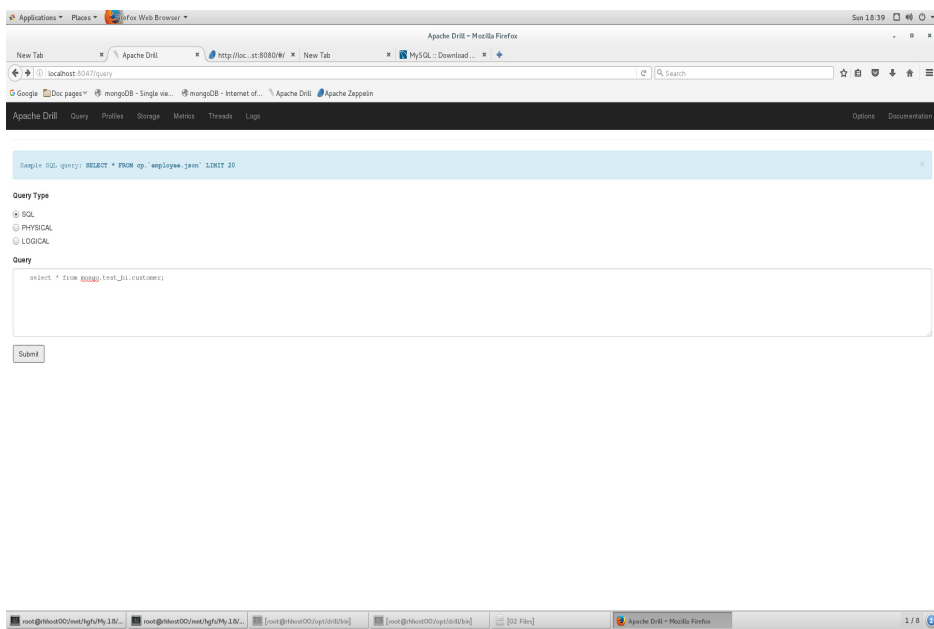 Applications Places Firefox Web Browser Sun 18:39
Apache Drill - Mozilla Firefox
New Tab Apache Drill http://loc...st:8080/#/ New Tab MySQL :: Download ...
localhost:8047/query Search
Google Doc pages mongoDB - Single vie... mongoDB - Internet of... Apache Drill Apache Zeppelin
Apache Drill Query Profiles Storage Metrics Threads Logs Options Documentation
Sample SQL query: SELECT * FROM cp.`employee.json` LIMIT 20 ×
Query Type
SQL
PHYSICAL
LOGICAL
Query
select * from mongo.test_bi.customer;
Submit
root@rhhost00:/mnt/hgfs/My.18/... root@rhhost00:/mnt/hgfs/My.18/... [root@rhhost00:/opt/drill/bin] [root@rhhost00:/opt/drill/bin] [02 Files] Apache Drill - Mozilla Firefox 1 / 8